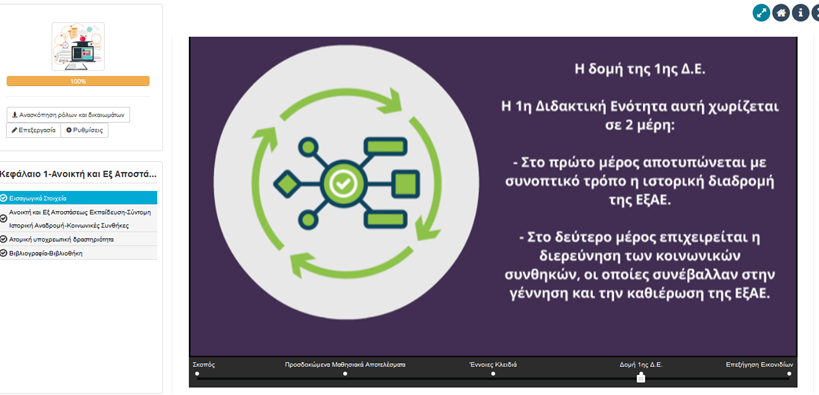 100%
Ανασκόπηση ρόλων και δικαιωμάτων
Επεξεργασία
Ρυθμίσεις
Κεφάλαιο 1-Ανοικτή και Εξ Αποστά...
Εισαγωγικά Στοιχεία
Ανοικτή και Εξ Αποστάσεως Εκπαίδευση-Σύντομη
Ιστορική Αναδρομή-Κοινωνικές Συνθήκες
Ατομική υποχρεωτική δραστηριότητα
Βιβλιογραφία-Βιβλιοθήκη
Η δομή της 1ης Δ.Ε.
Η 1η Διδακτική Ενότητα αυτή χωρίζεται
σε 2 μέρη:
- Στο πρώτο μέρος αποτυπώνεται με
συνοπτικό τρόπο η ιστορική διαδρομή
της ΕΞΑΕ.
- Στο δεύτερο μέρος επιχειρείται η
διερεύνηση των κοινωνικών
συνθηκών, οι οποίες συνέβαλλαν στην
γέννηση και την καθιέρωση της ΕΞΑΕ.
Σκοπός
Προσδοκώμενα Μαθησιακά Αποτελέσματα
Έννοιες Κλειδιά
Δομή 1ης Δ.Ε.
Επεξήγηση Εικονιδίων